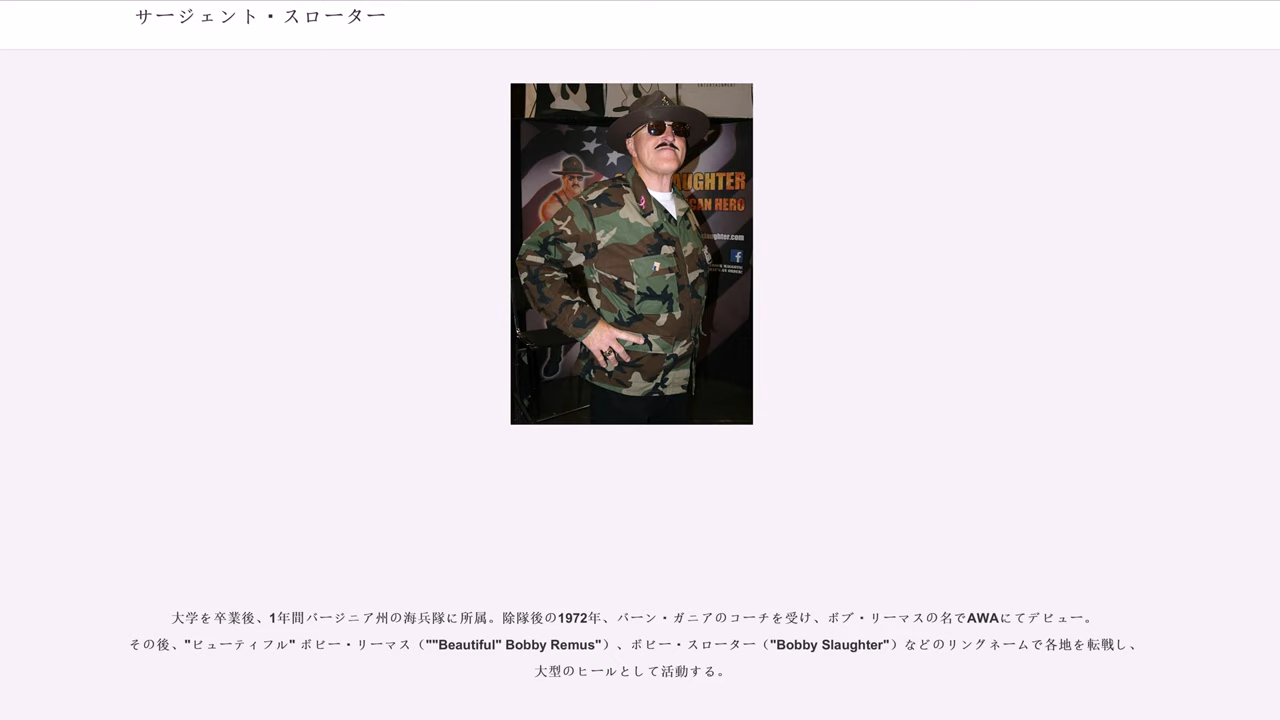 サージェント・スローター
ENTERTAINMENT
AUGHTER
CAN HERO
ughter.com
f
大学を卒業後、1年間バージニア州の海兵隊に所属。除隊後の1972年、バーン・ガニアのコーチを受け、ボブ・リーマスの名でAWAにてデビュー。
その後、"ビューティフル" ボビー・リーマス（""Beautiful" Bobby Remus"）、ボビー・スローター（"Bobby Slaughter"）などのリングネームで各地を転戦し、
大型のヒールとして活動する。